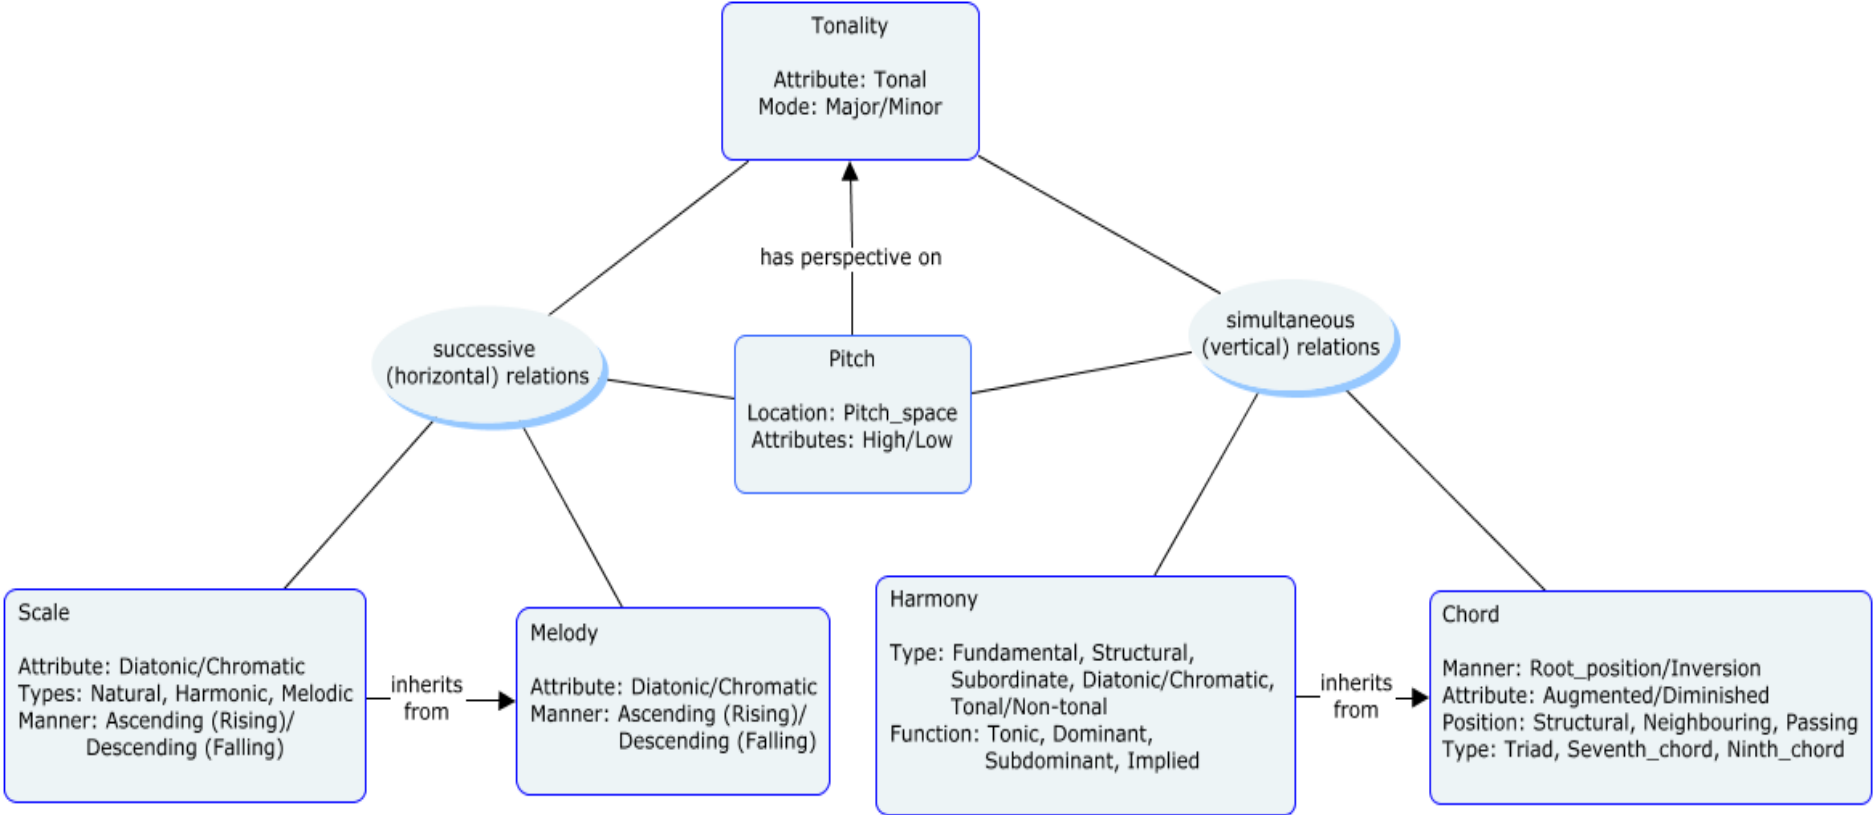 Tonality
Attribute: Tonal
Mode: Major/Minor
has perspective on
successive
(horizontal) relations
Pitch
Location: Pitch_space
Attributes: High/Low
simultaneous
(vertical) relations
Scale
Attribute: Diatonic/Chromatic
Types: Natural, Harmonic, Melodic
Manner: Ascending (Rising)/
Descending (Falling)
inherits
from
Melody
Attribute: Diatonic/Chromatic
Manner: Ascending (Rising)/
Descending (Falling)
Harmony
Type: Fundamental, Structural,
Subordinate, Diatonic/Chromatic,
Tonal/Non-tonal
Function: Tonic, Dominant,
Subdominant, Implied
inherits
from
Chord
Manner: Root_position/Inversion
Attribute: Augmented/Diminished
Position: Structural, Neighbouring, Passing
Type: Triad, Seventh_chord, Ninth_chord